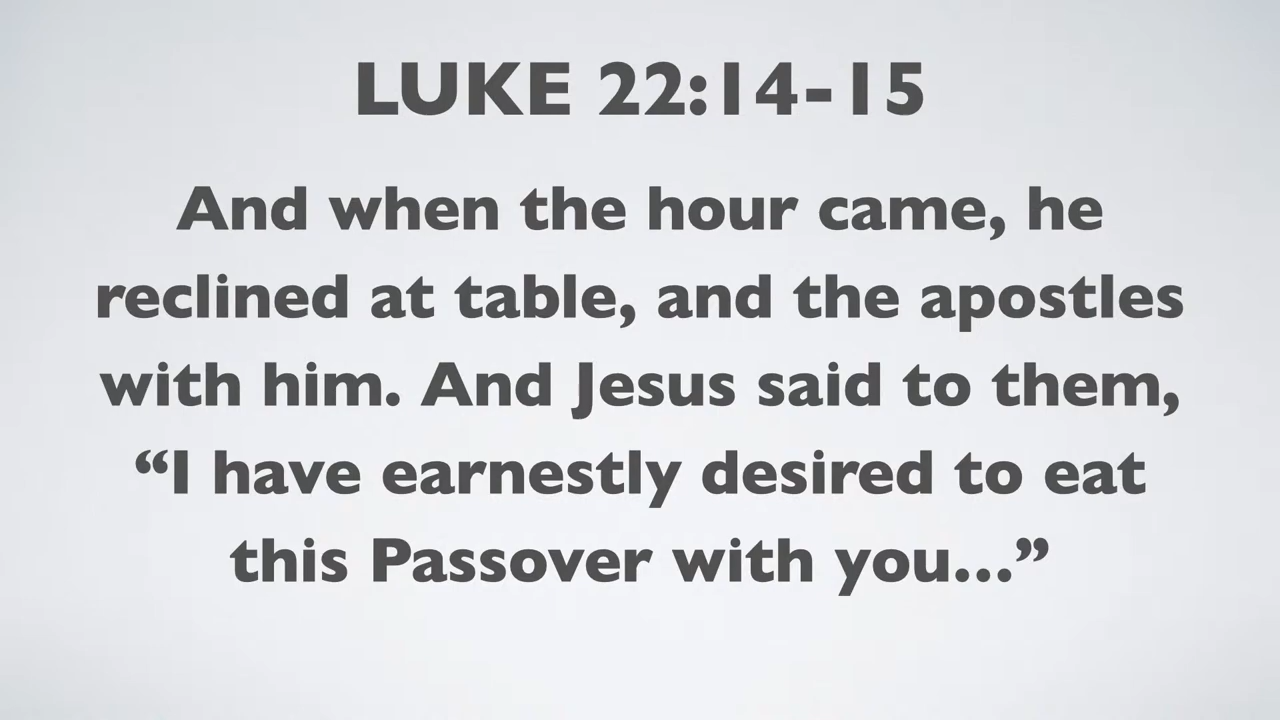 LUKE 22:14-15
And when the hour came, he
reclined at table, and the apostles
with him. And Jesus said to them,
“I have earnestly desired to eat
this Passover with you…”